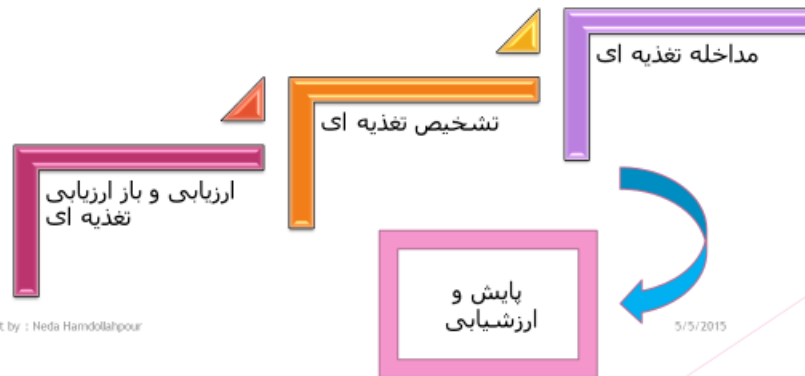 مداخله تغذیه ای
تشخیص تغذیه ای
ارزیابی و باز ارزیابی
تغذیه ای
پایش و
ارزشیابی
t by : Neda Hamdollahpour
5/5/2015